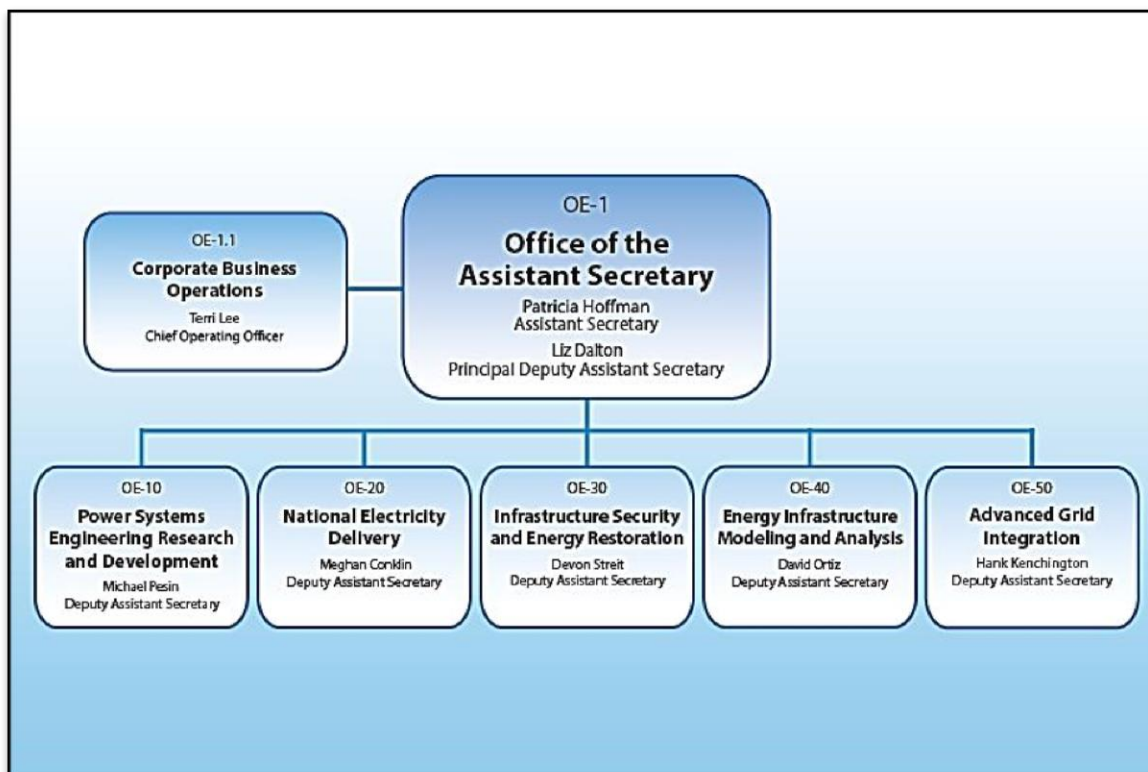 OE-1
Office of the
Assistant Secretary
Patricia Hoffman
Assistant Secretary
Liz Dalton
Principal Deputy Assistant Secretary
OE-1.1
Corporate Business
Operations
Terri Lee
Chief Operating Officer
OE-10
Power Systems
Engineering Research
and Development
Michael Pesin
Deputy Assistant Secretary
OE-20
National Electricity
Delivery
Meghan Conklin
Deputy Assistant Secretary
OE-30
Infrastructure Security
and Energy Restoration
Devon Streit
Deputy Assistant Secretary
OE-40
Energy Infrastructure
Modeling and Analysis
David Ortiz
Deputy Assistant Secretary
OE-50
Advanced Grid
Integration
Hank Kenchington
Deputy Assistant Secretary